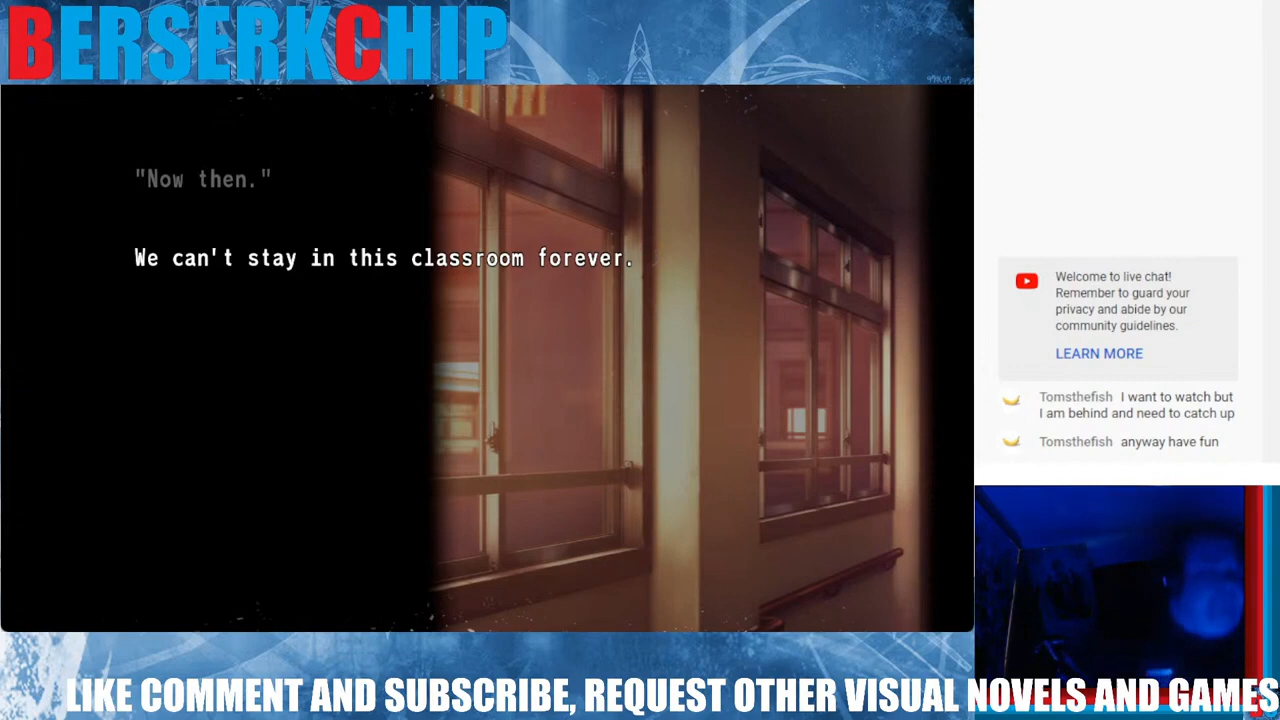 BERSERKCHIP
"Now then."
We can't stay in this classroom forever.
Welcome to live chat!
Remember to guard your
privacy and abide by our
community guidelines.
LEARN MORE
Tomsthefish I want to watch but
I am behind and need to catch up
Tomsthefish anyway have fun
LIKE COMMENT AND SUBSCRIBE, REQUEST OTHER VISUAL NOVELS AND GAMES